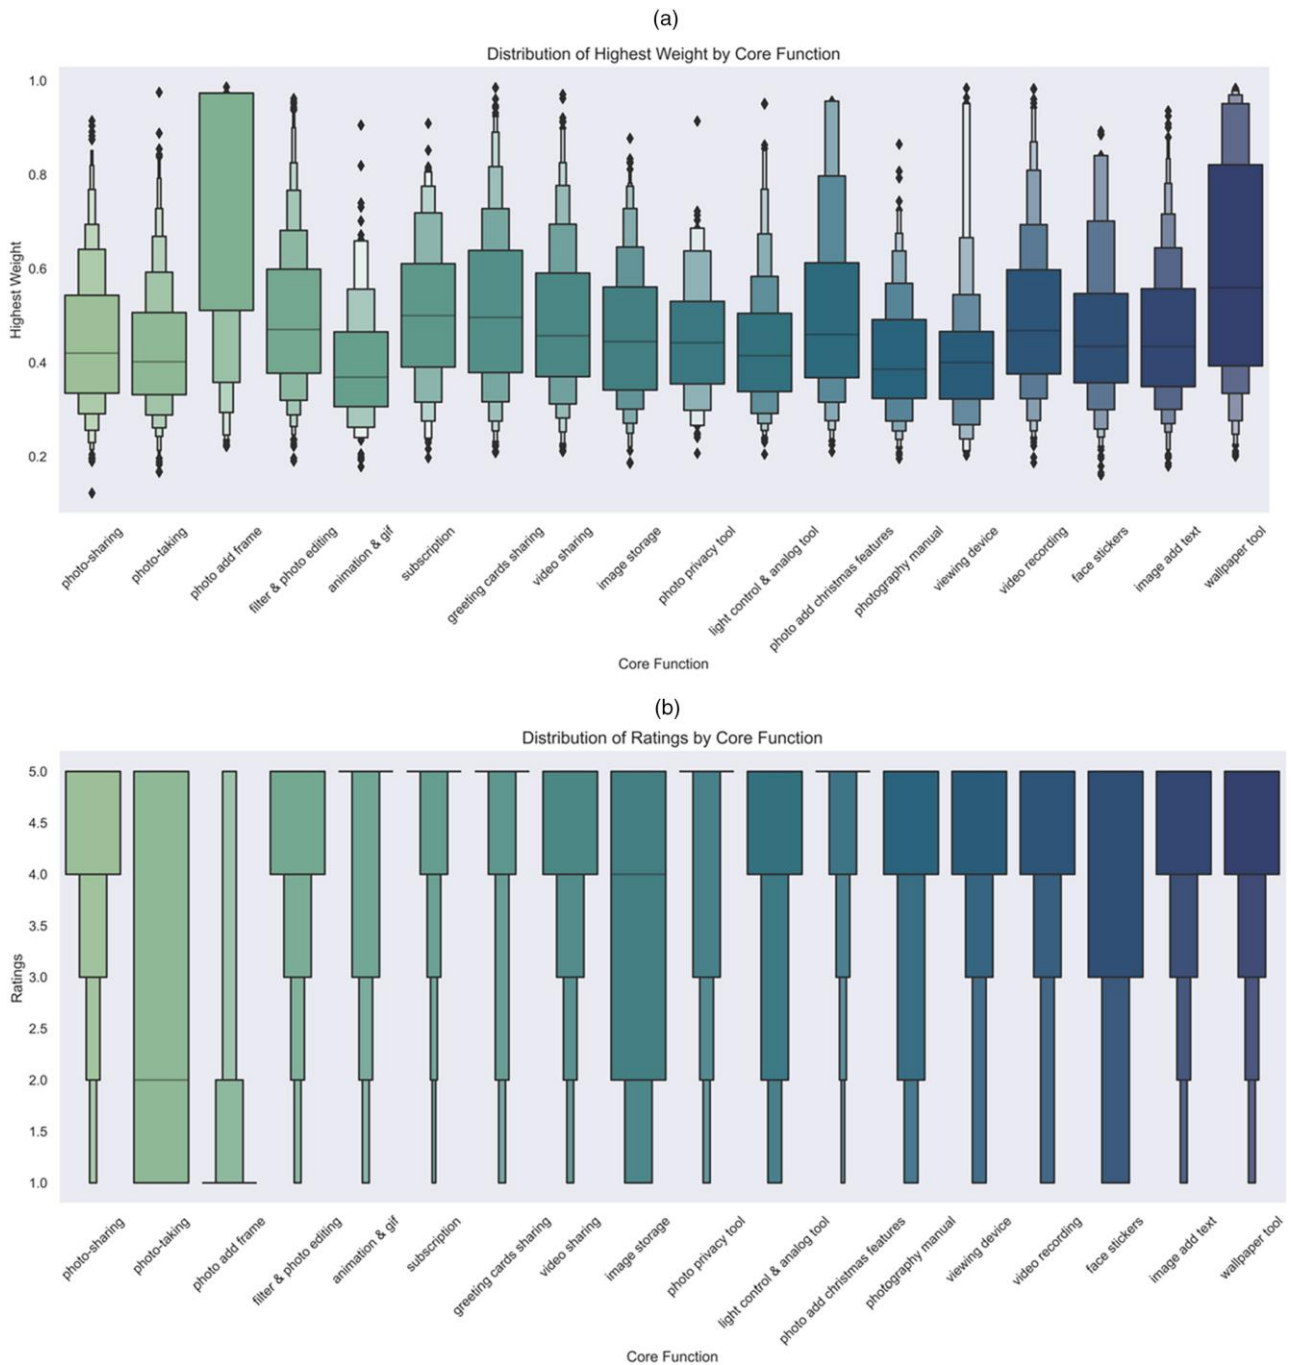 (a)
Distribution of Highest Weight by Core Function
1.0
0.8
0.6
0.4
0.2
Highest Weight
photo-sharing
photo-taking
photo add frame
filter & photo editing
animation & gif
subscription
greeting cards sharing
video sharing
image storage
photo privacy tool
light control & analog tool
photo add christmas features
photography manual
viewing device
video recording
face stickers
image add text
wallpaper tool
Core Function
(b)
Distribution of Ratings by Core Function
5.0
4.5
4.0
3.5
3.0
2.5
2.0
1.5
1.0
Ratings
photo-sharing
photo-taking
photo add frame
filter & photo editing
animation & gif
subscription
greeting cards sharing
video sharing
image storage
photo privacy tool
light control & analog tool
photo add christmas features
photography manual
viewing device
video recording
face stickers
image add text
wallpaper tool
Core Function